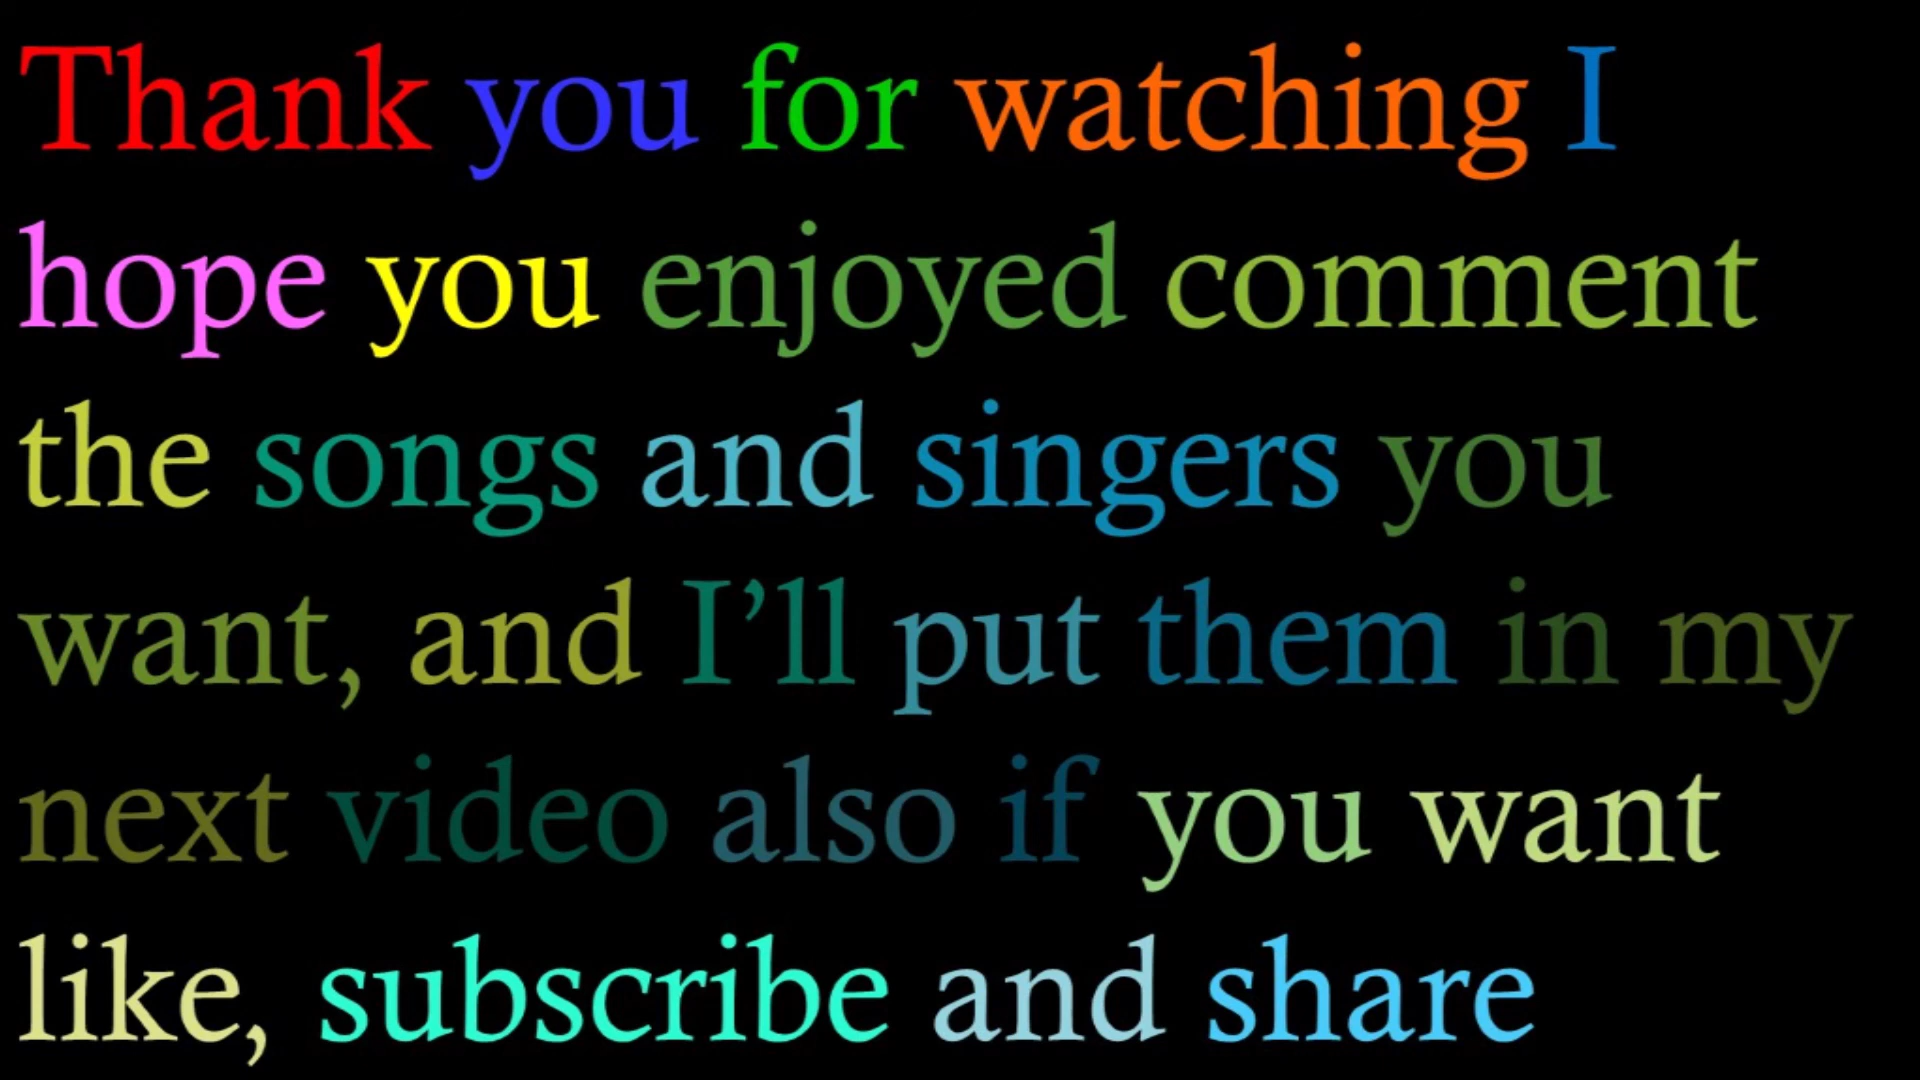 Thank you for watching I
hope you enjoyed comment
the songs and singers you
want, and I’ll put them in my
next video also if you want
like, subscribe and share